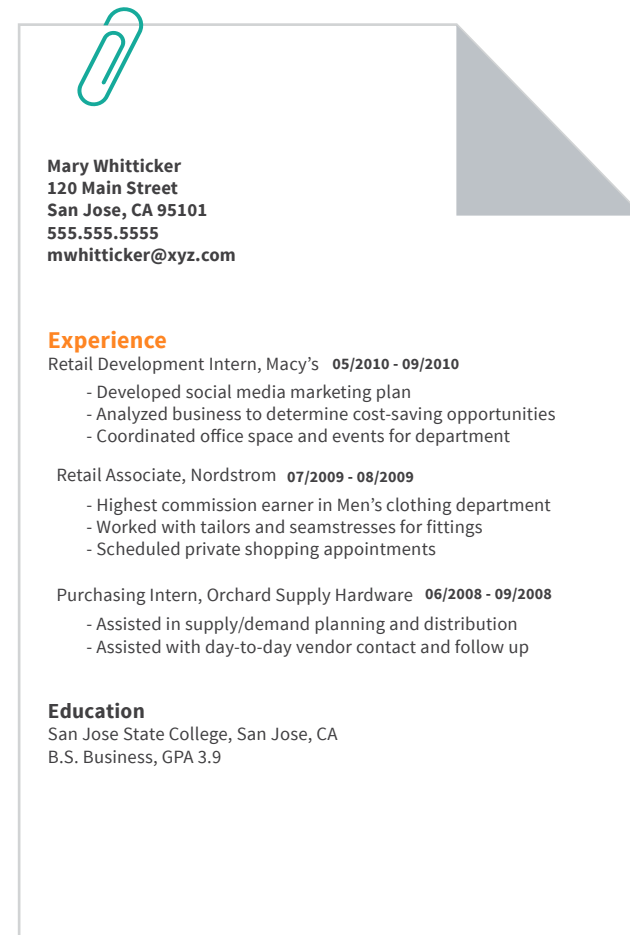 Mary Whitticker
120 Main Street
San Jose, CA 95101
555.555.5555
mwhitticker@xyz.com
Experience
Retail Development Intern, Macy’s 05/2010 - 09/2010
- Developed social media marketing plan
- Analyzed business to determine cost-saving opportunities
- Coordinated office space and events for department
Retail Associate, Nordstrom 07/2009 - 08/2009
- Highest commission earner in Men’s clothing department
- Worked with tailors and seamstresses for fittings
- Scheduled private shopping appointments
Purchasing Intern, Orchard Supply Hardware 06/2008 - 09/2008
- Assisted in supply/demand planning and distribution
- Assisted with day-to-day vendor contact and follow up
Education
San Jose State College, San Jose, CA
B.S. Business, GPA 3.9